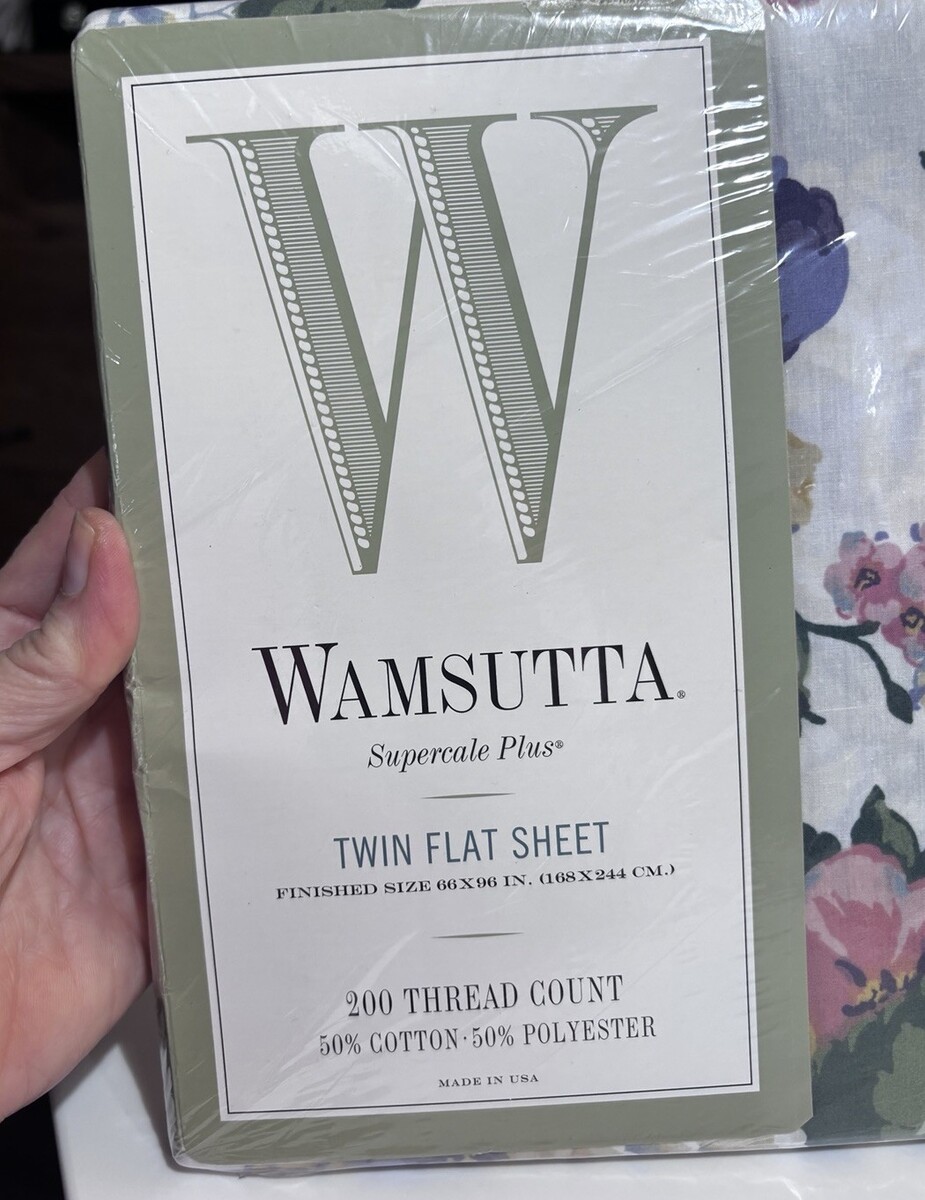 W
WAMSUTTA®
Supercale Plus®
TWIN FLAT SHEET
FINISHED SIZE 66X96 IN. (168X244 CM.)
200 THREAD COUNT
50% COTTON·50% POLYESTER
MADE IN USA